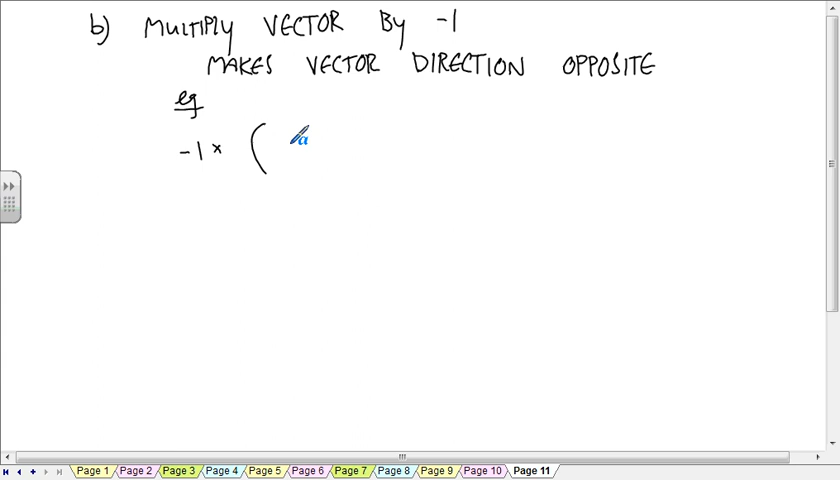 b) MULTIPLY VECTOR BY -1
MAKES VECTOR DIRECTION OPPOSITE
eg
-1 × (
Page 1 Page 2 Page 3 Page 4 Page 5 Page 6 Page 7 Page 8 Page 9 Page 10 Page 11